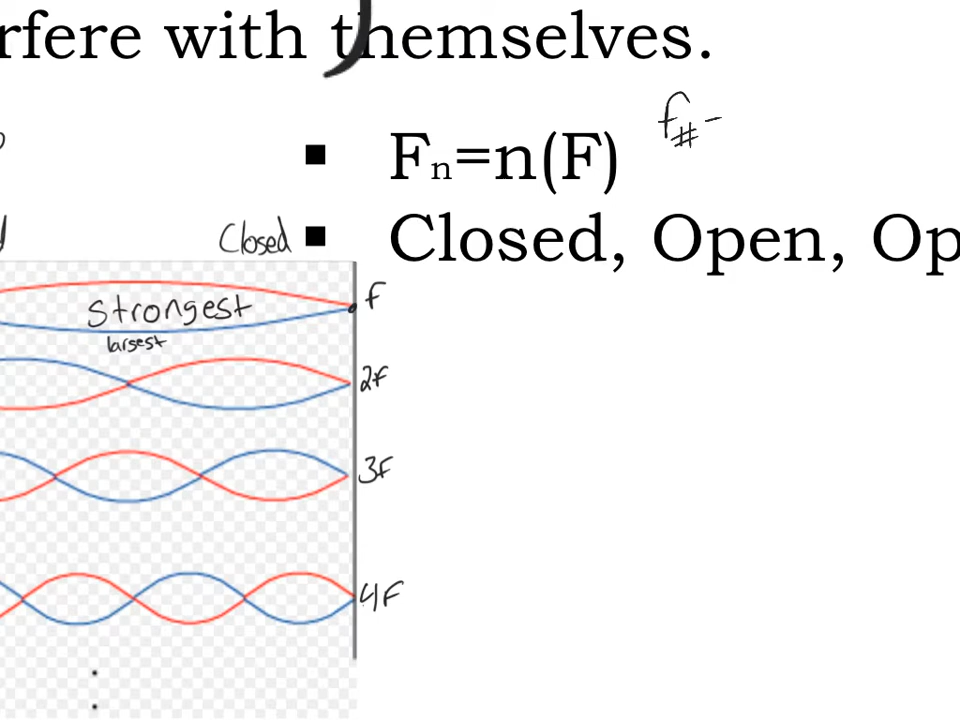 rfere with themselves.
f# -
Fn=n(F)
Closed
Closed, Open, Op
Strongest
f
largest
2F
3F
4F